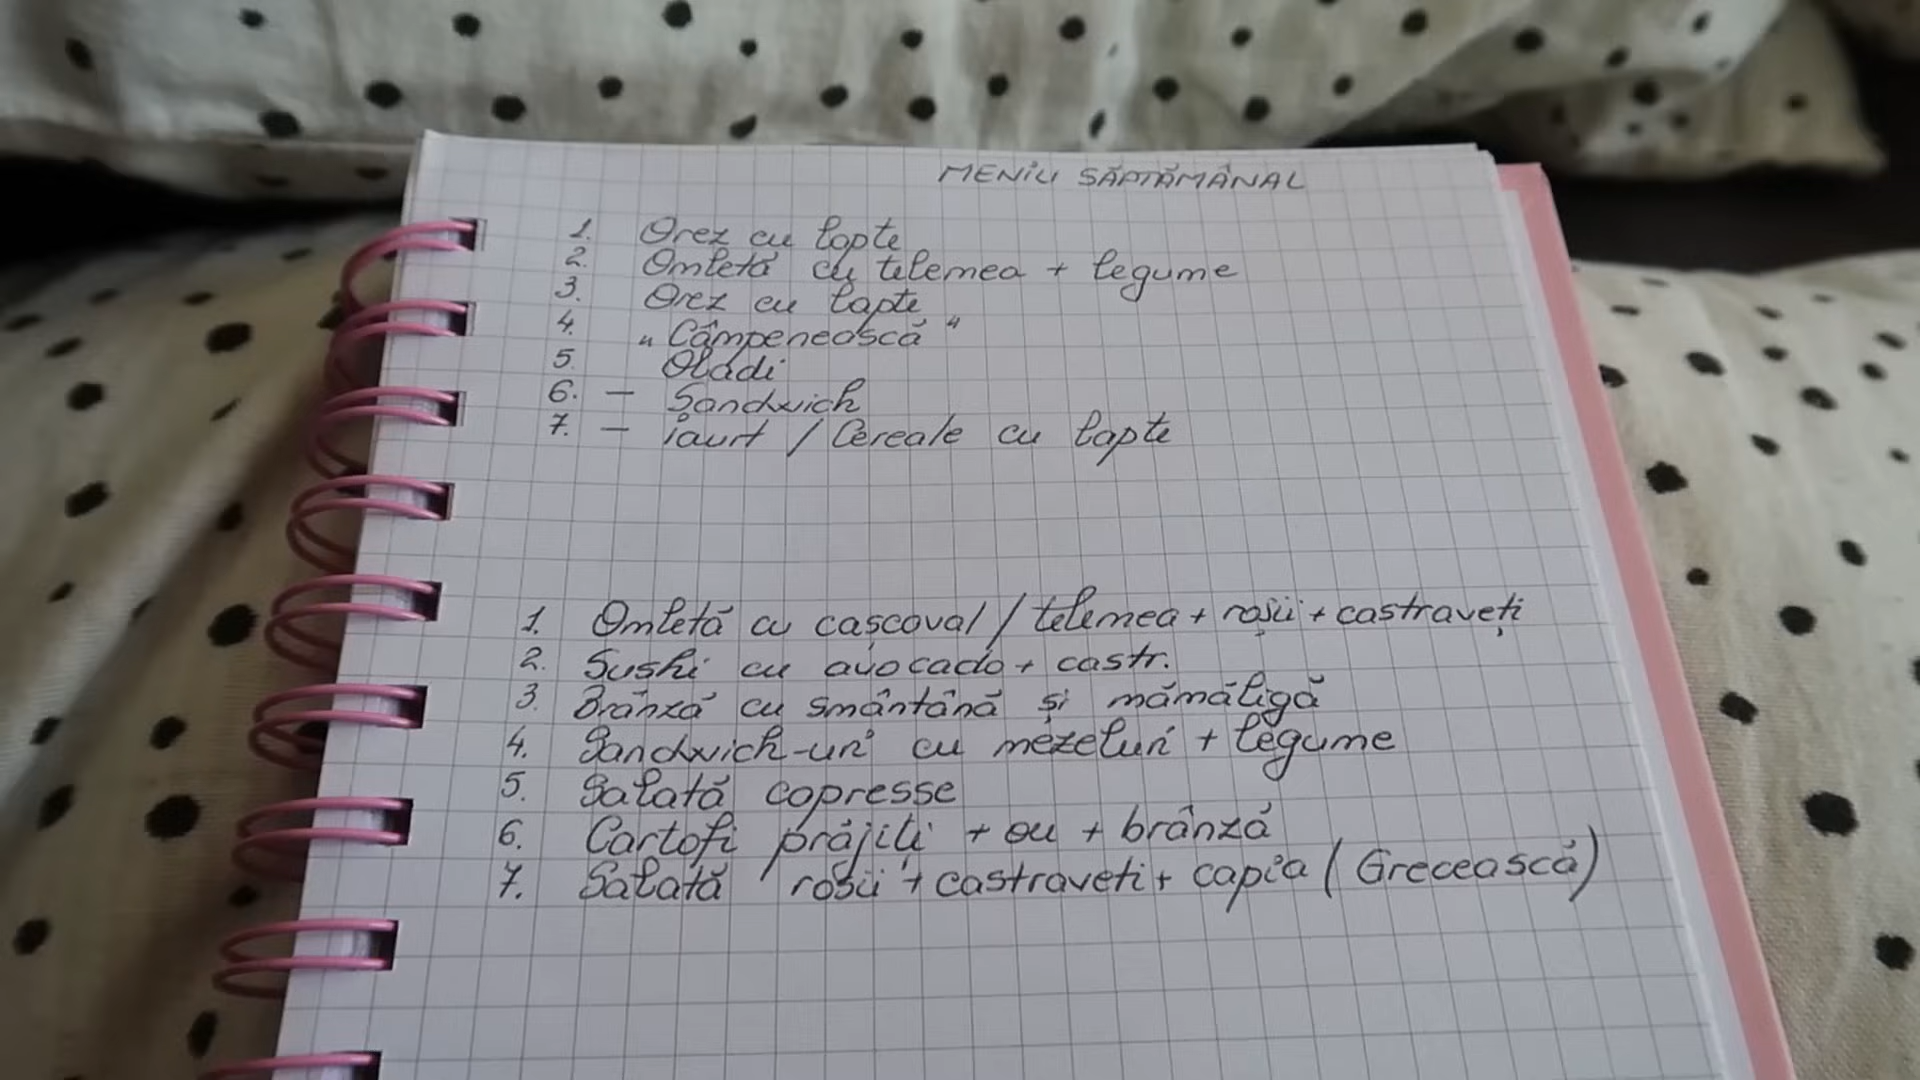 MENIU SĂPTĂMÂNAL
1. Orez cu lapte
2. Omletă cu telemea + legume
3. Orez cu lapte
4. „Câmpenească"
5. Oladi
6. — Sandwich
7. — iaurt / Cereale cu lapte
1. Omletă cu cașcoval / telemea + roșii + castraveți
2. Sushi cu avocado + castr.
3. Brânză cu smântână și mămăligă
4. Sandwich-uri cu mezeluri + legume
5. Salată copresse
6. Cartofi prăjiți + ou + brânză
7. Salată roșii + castraveti + capia (Grecească)